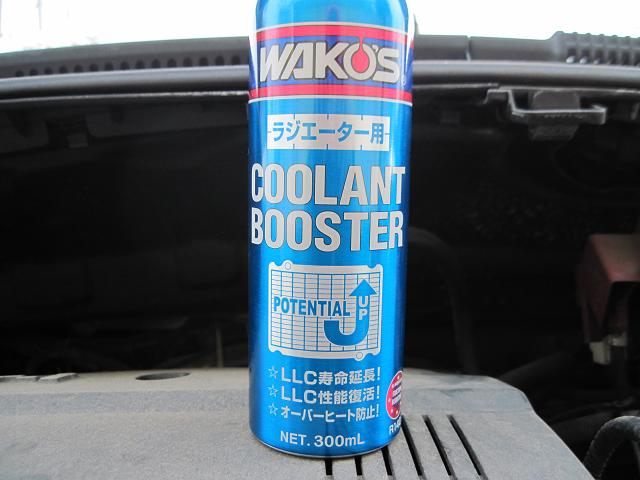 WAKO'S
ラジエーター用
COOLANT
BOOSTER
POTENTIAL UP
☆LLC寿命延長!
☆LLC性能復活!
☆オーバーヒート防止!
NET. 300mL